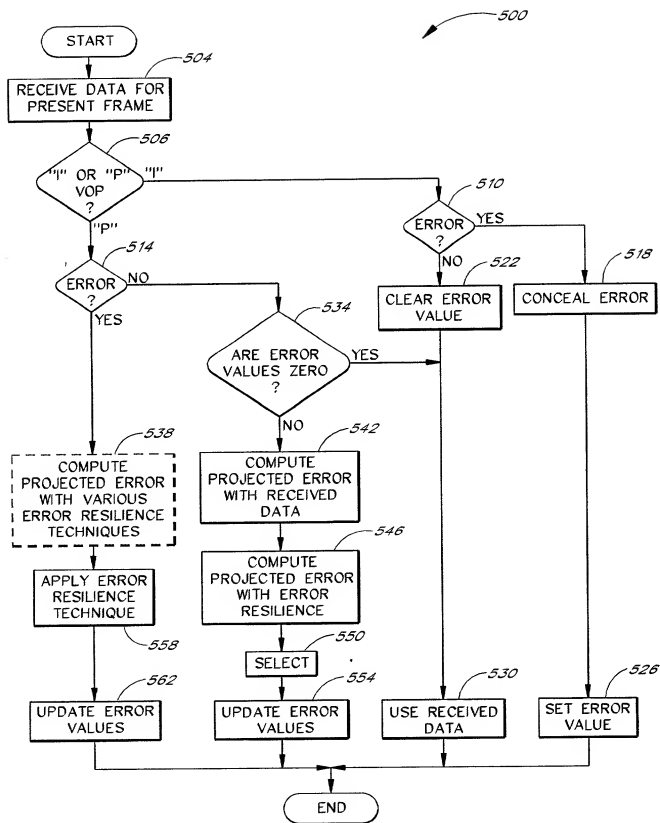 500
START
504
RECEIVE DATA FOR
PRESENT FRAME
506
"I" OR "P"
VOP
?
"I"
"P"
510
ERROR
?
YES
NO
514
ERROR
?
NO
YES
522
CLEAR ERROR
VALUE
518
CONCEAL ERROR
534
ARE ERROR
VALUES ZERO
?
YES
NO
538
COMPUTE
PROJECTED ERROR
WITH VARIOUS
ERROR RESILIENCE
TECHNIQUES
542
COMPUTE
PROJECTED ERROR
WITH RECEIVED
DATA
546
COMPUTE
PROJECTED ERROR
WITH ERROR
RESILIENCE
APPLY ERROR
RESILIENCE
TECHNIQUE
558
550
SELECT
562
UPDATE ERROR
VALUES
554
UPDATE ERROR
VALUES
530
USE RECEIVED
DATA
526
SET ERROR
VALUE
END